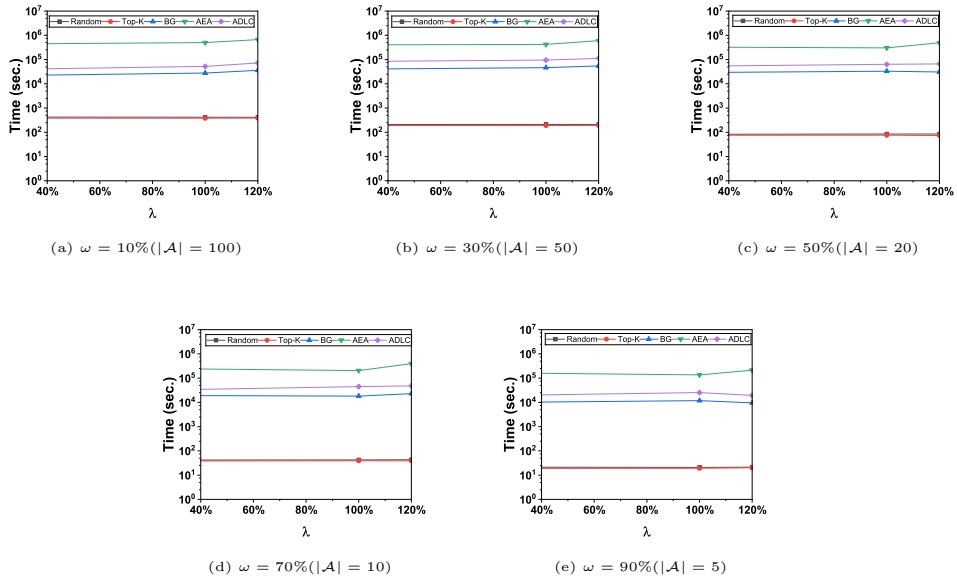 Random Top-K BG AEA ADLC
Time (sec.)
10^7
10^6
10^5
10^4
10^3
10^2
10^1
10^0
40% 60% 80% 100% 120%
λ
(a) ω = 10%(|𝒜| = 100)
Random Top-K BG AEA ADLC
Time (sec.)
10^7
10^6
10^5
10^4
10^3
10^2
10^1
10^0
40% 60% 80% 100% 120%
λ
(b) ω = 30%(|𝒜| = 50)
Random Top-K BG AEA ADLC
Time (sec.)
10^7
10^6
10^5
10^4
10^3
10^2
10^1
10^0
40% 60% 80% 100% 120%
λ
(c) ω = 50%(|𝒜| = 20)
Random Top-K BG AEA ADLC
Time (sec.)
10^7
10^6
10^5
10^4
10^3
10^2
10^1
10^0
40% 60% 80% 100% 120%
λ
(d) ω = 70%(|𝒜| = 10)
Random Top-K BG AEA ADLC
Time (sec.)
10^7
10^6
10^5
10^4
10^3
10^2
10^1
10^0
40% 60% 80% 100% 120%
λ
(e) ω = 90%(|𝒜| = 5)